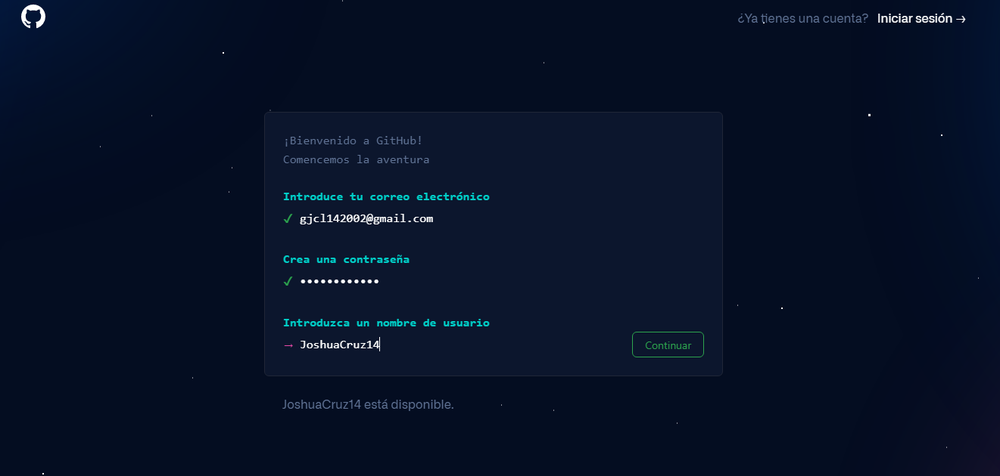 ¿Ya tienes una cuenta? Iniciar sesión →
¡Bienvenido a GitHub!
Comencemos la aventura
Introduce tu correo electrónico
✓ gjcl142002@gmail.com
Crea una contraseña
✓ ••••••••••••
Introduzca un nombre de usuario
→ JoshuaCruz14
Continuar
JoshuaCruz14 está disponible.